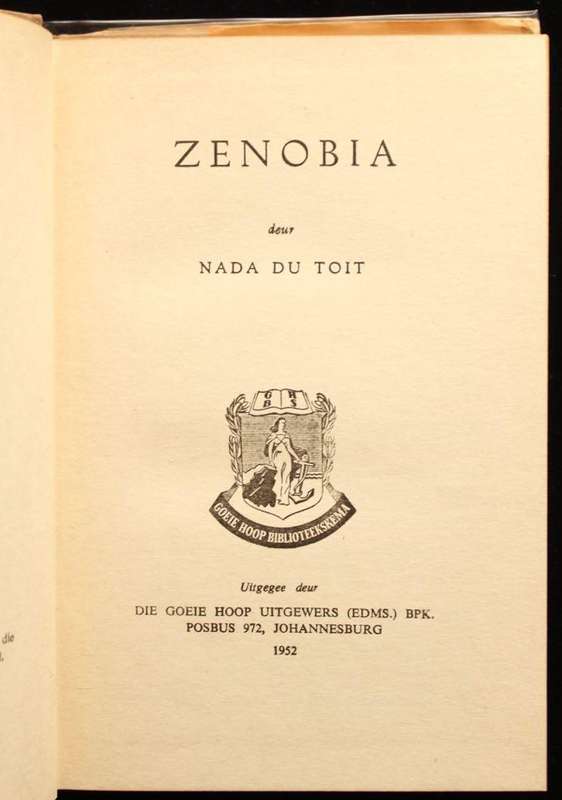 ZENOBIA
deur
NADA DU TOIT
G H
B S
GOEIE HOOP BIBLIOTEEKSKEMA
Uitgegee deur
DIE GOEIE HOOP UITGEWERS (EDMS.) BPK.
POSBUS 972, JOHANNESBURG
1952
die